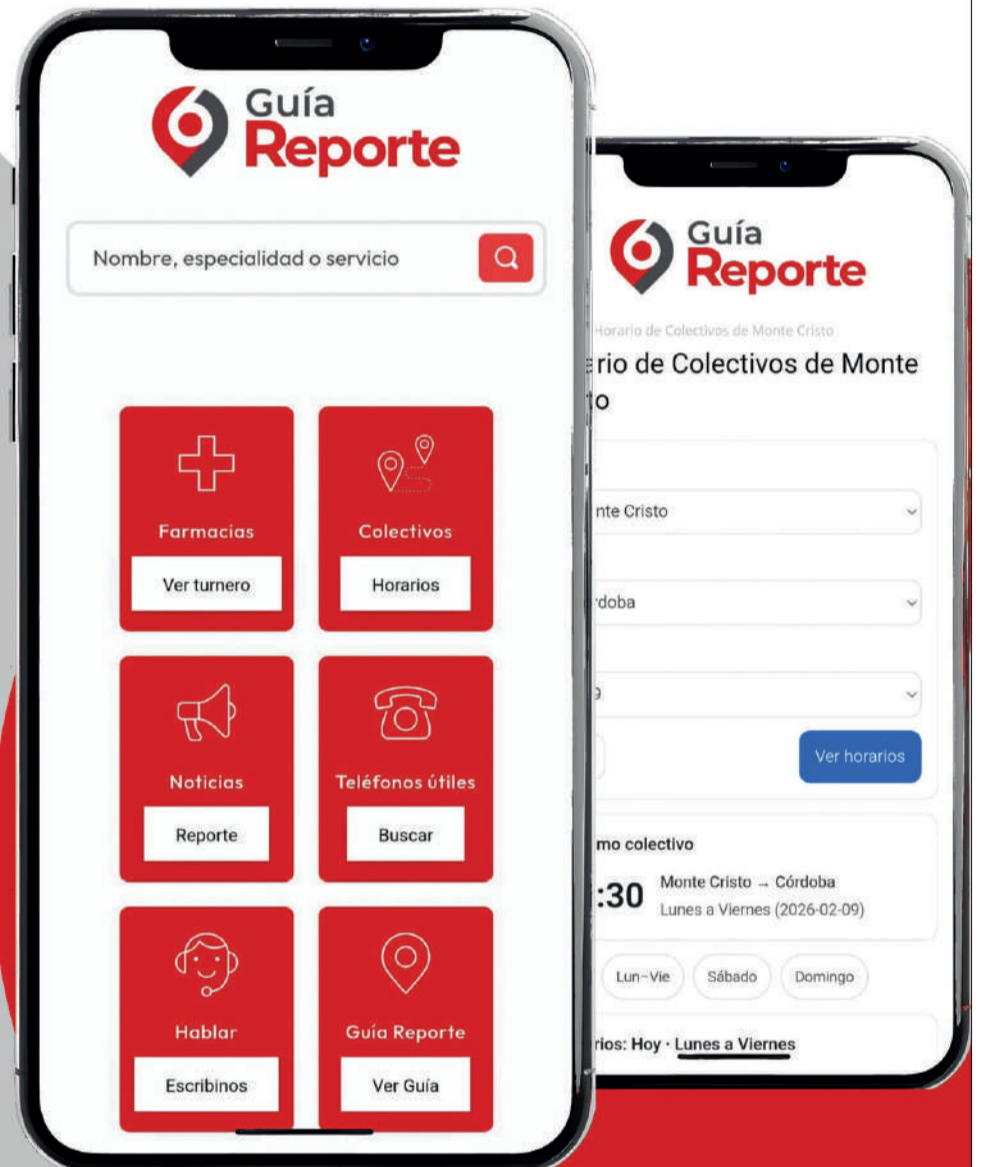 Guía
Reporte
Nombre, especialidad o servicio
Farmacias
Ver turnero
Colectivos
Horarios
Noticias
Reporte
Teléfonos útiles
Buscar
Hablar
Escribinos
Guía Reporte
Ver Guía
Guía
Reporte
Horario de Colectivos de Monte Cristo
rio de Colectivos de Monte
to
nte Cristo
doba
9
Ver horarios
mo colectivo
:30
Monte Cristo → Córdoba
Lunes a Viernes (2026-02-09)
Lun-Vie
Sábado
Domingo
rios: Hoy · Lunes a Viernes